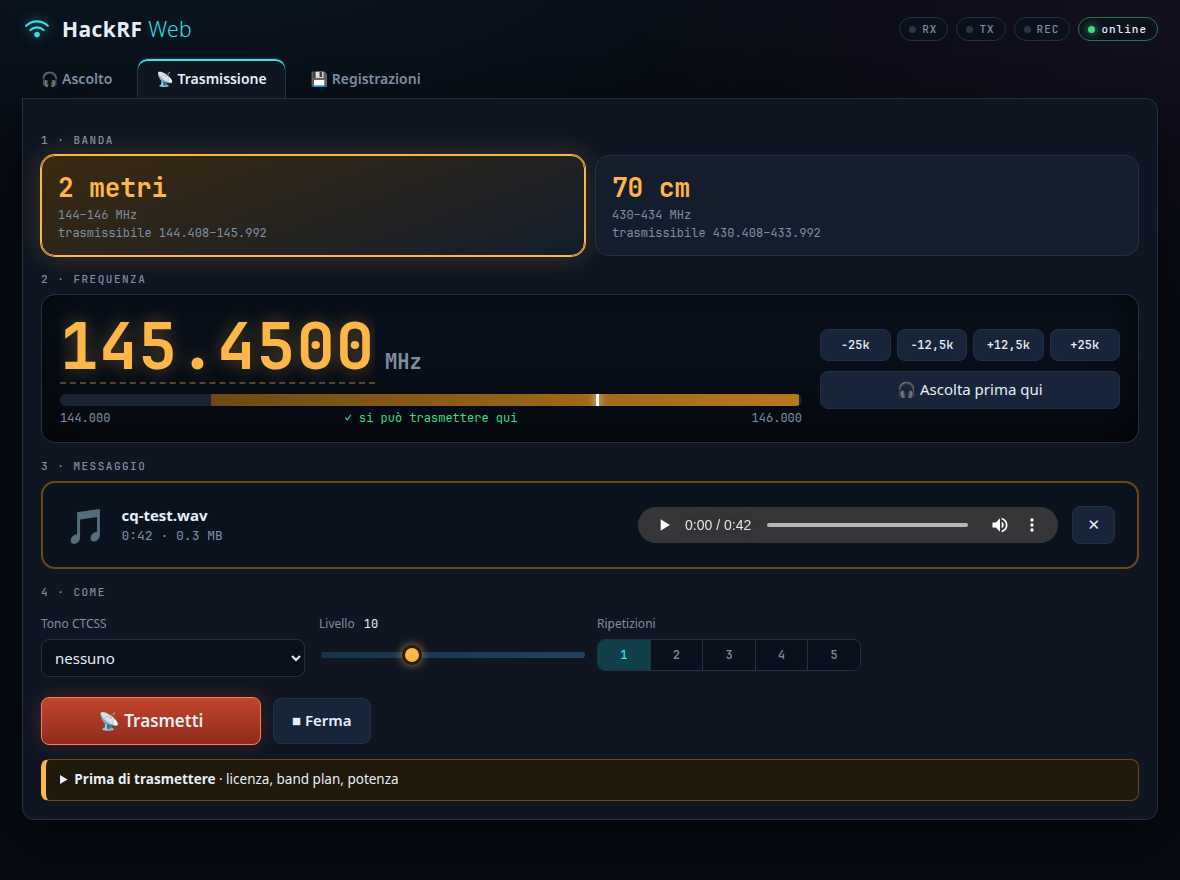 HackRF Web
RX
TX
REC
online
🎧 Ascolto
📡 Trasmissione
💾 Registrazioni
1 · BANDA
2 metri
144–146 MHz
trasmissibile 144.408–145.992
70 cm
430–434 MHz
trasmissibile 430.408–433.992
2 · FREQUENZA
145.4500 MHz
144.000
✓ si può trasmettere qui
146.000
-25k
-12,5k
+12,5k
+25k
🎧 Ascolta prima qui
3 · MESSAGGIO
cq-test.wav
0:42 · 0.3 MB
0:00 / 0:42
✕
4 · COME
Tono CTCSS
nessuno
Livello 10
Ripetizioni
1
2
3
4
5
📡 Trasmetti
■ Ferma
▶ Prima di trasmettere · licenza, band plan, potenza